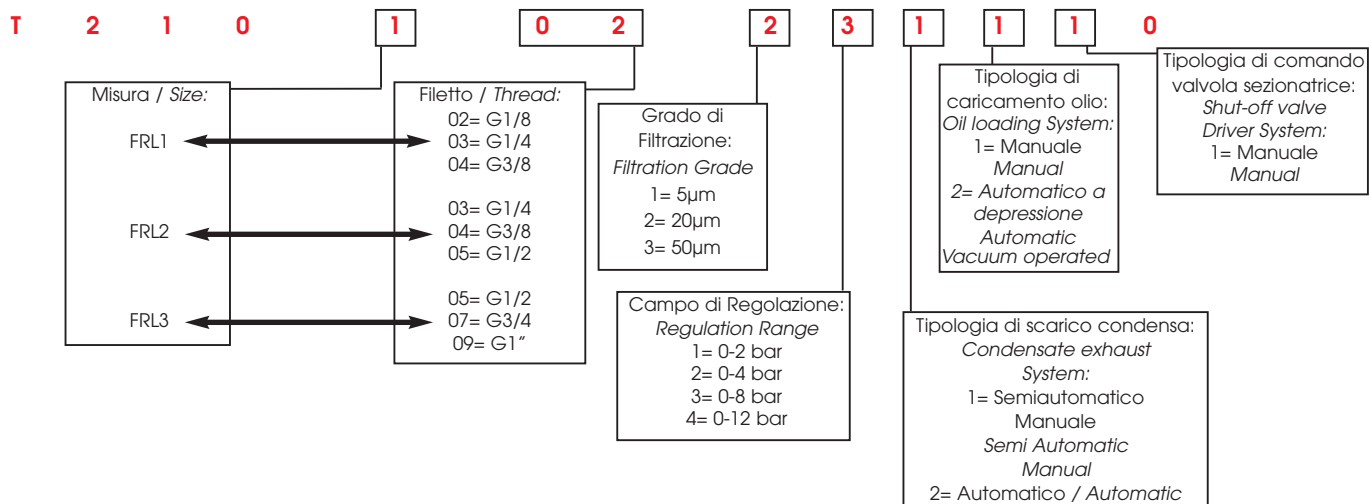 T 2 1 0 1 0 2 2 3 1 1 1 0
Misura / Size:
FRL1
FRL2
FRL3
Filetto / Thread:
02= G1/8
03= G1/4
04= G3/8
03= G1/4
04= G3/8
05= G1/2
05= G1/2
07= G3/4
09= G1”
Grado di
Filtrazione:
Filtration Grade
1= 5µm
2= 20µm
3= 50µm
Campo di Regolazione:
Regulation Range
1= 0-2 bar
2= 0-4 bar
3= 0-8 bar
4= 0-12 bar
Tipologia di scarico condensa:
Condensate exhaust
System:
1= Semiautomatico
Manuale
Semi Automatic
Manual
2= Automatico / Automatic
Tipologia di
caricamento olio:
Oil loading System:
1= Manuale
Manual
2= Automatico a
depressione
Automatic
Vacuum operated
Tipologia di comando
valvola sezionatrice:
Shut-off valve
Driver System:
1= Manuale
Manual